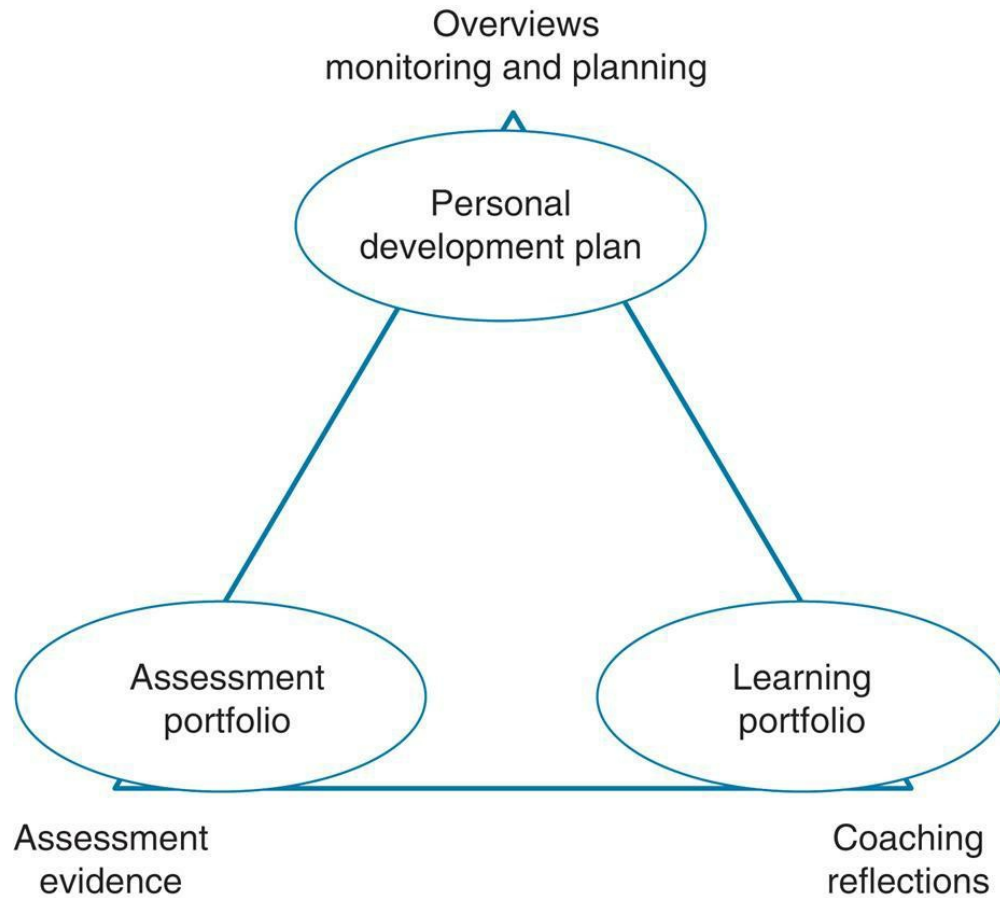 Overviews
monitoring and planning
Personal
development plan
Assessment
portfolio
Learning
portfolio
Assessment
evidence
Coaching
reflections